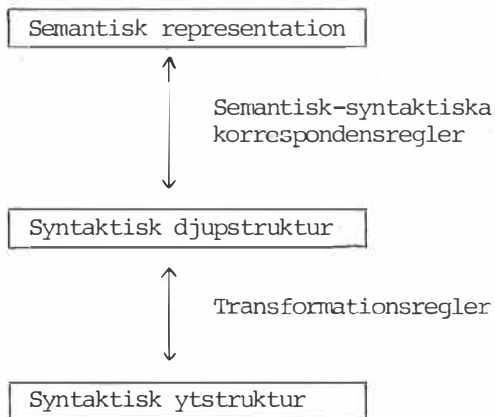 Semantisk representation
Semantisk-syntaktiska
korrespondensregler
Syntaktisk djupstruktur
Transformationsregler
Syntaktisk ytstruktur